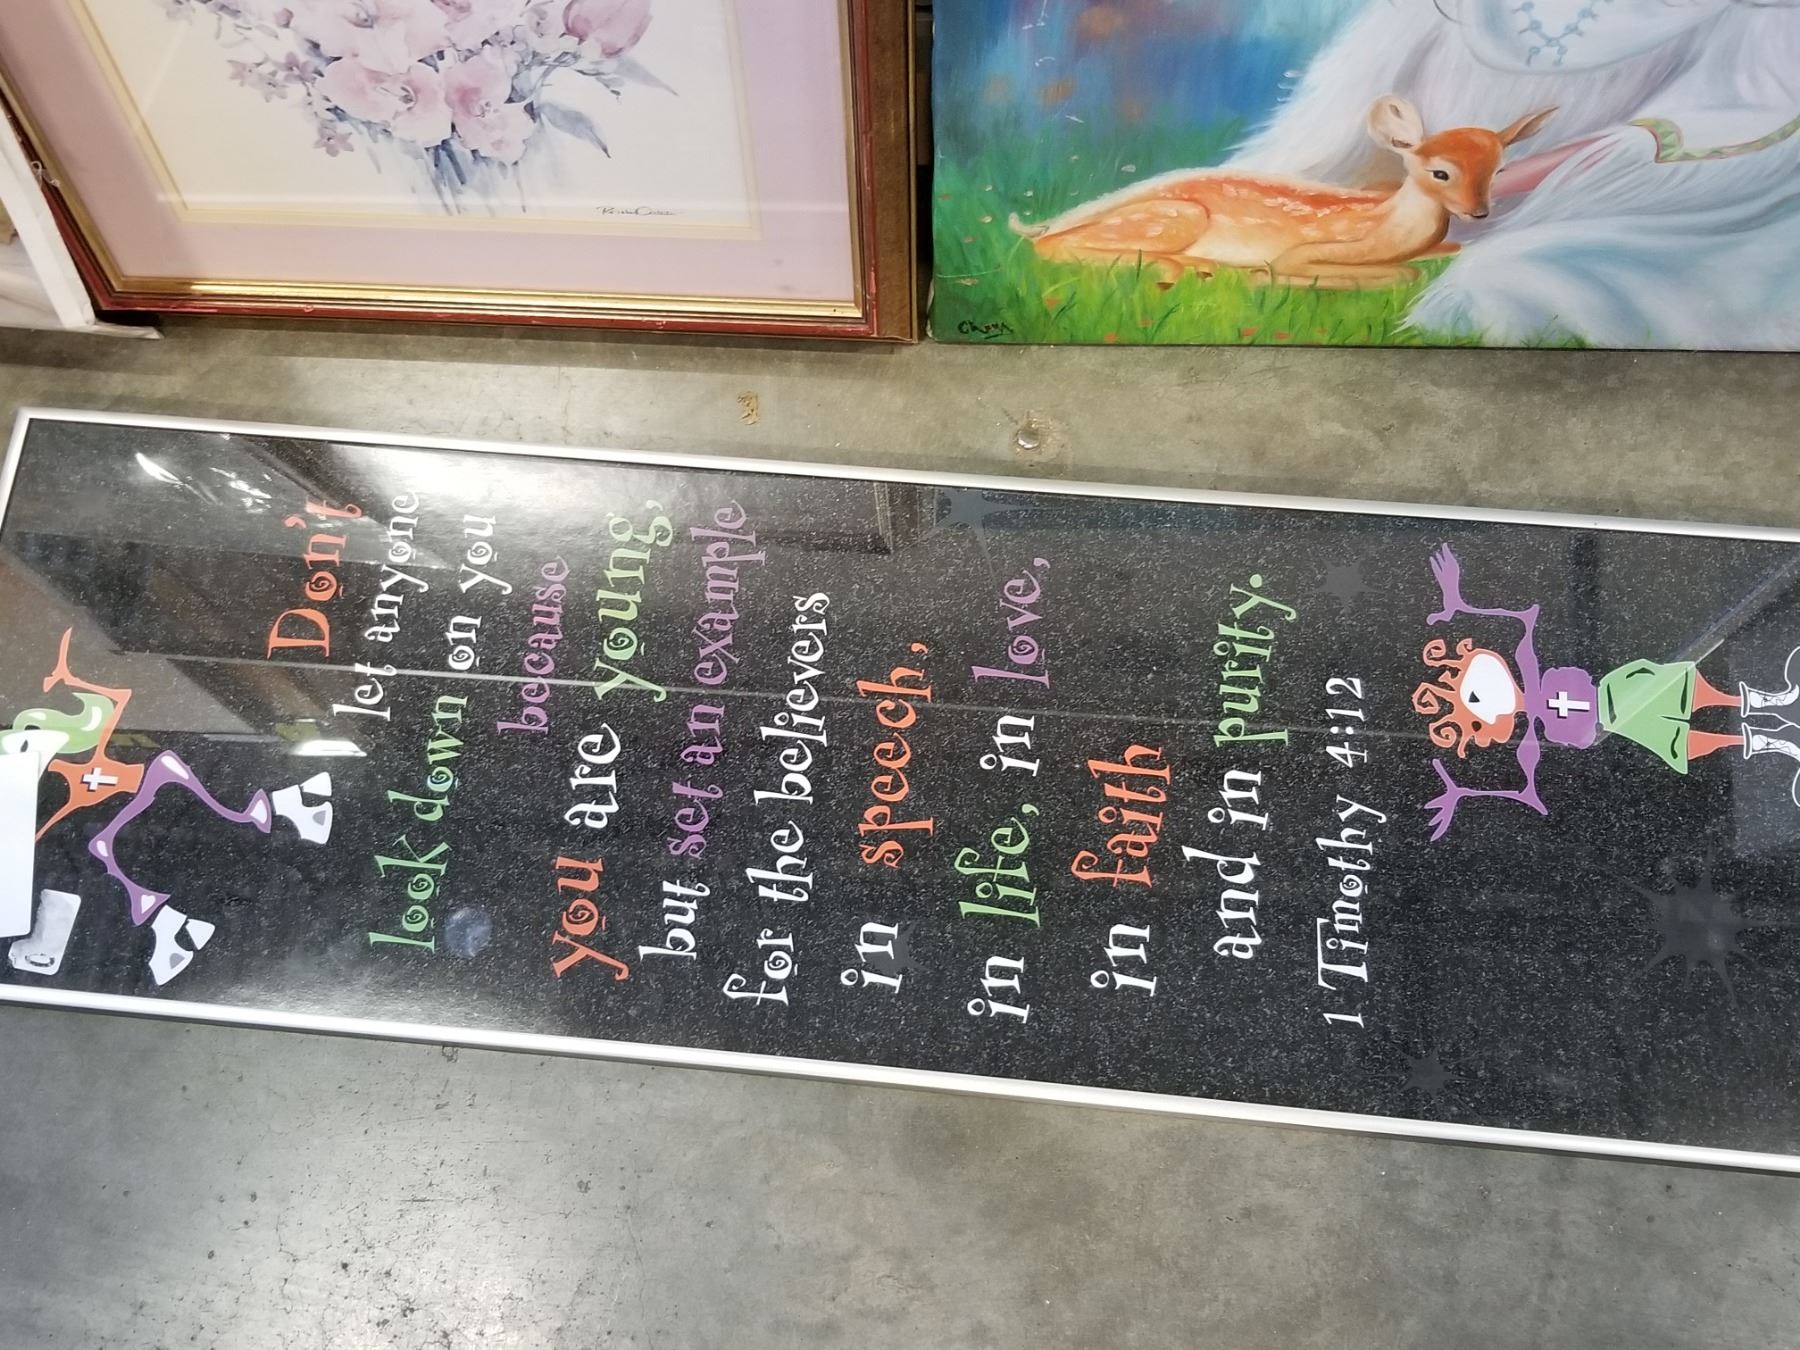 Don't
let anyone
look down on you
because
you are young,
but set an example
for the believers
in speech,
in life, in love,
in faith
and in purity.
1 Timothy 4:12